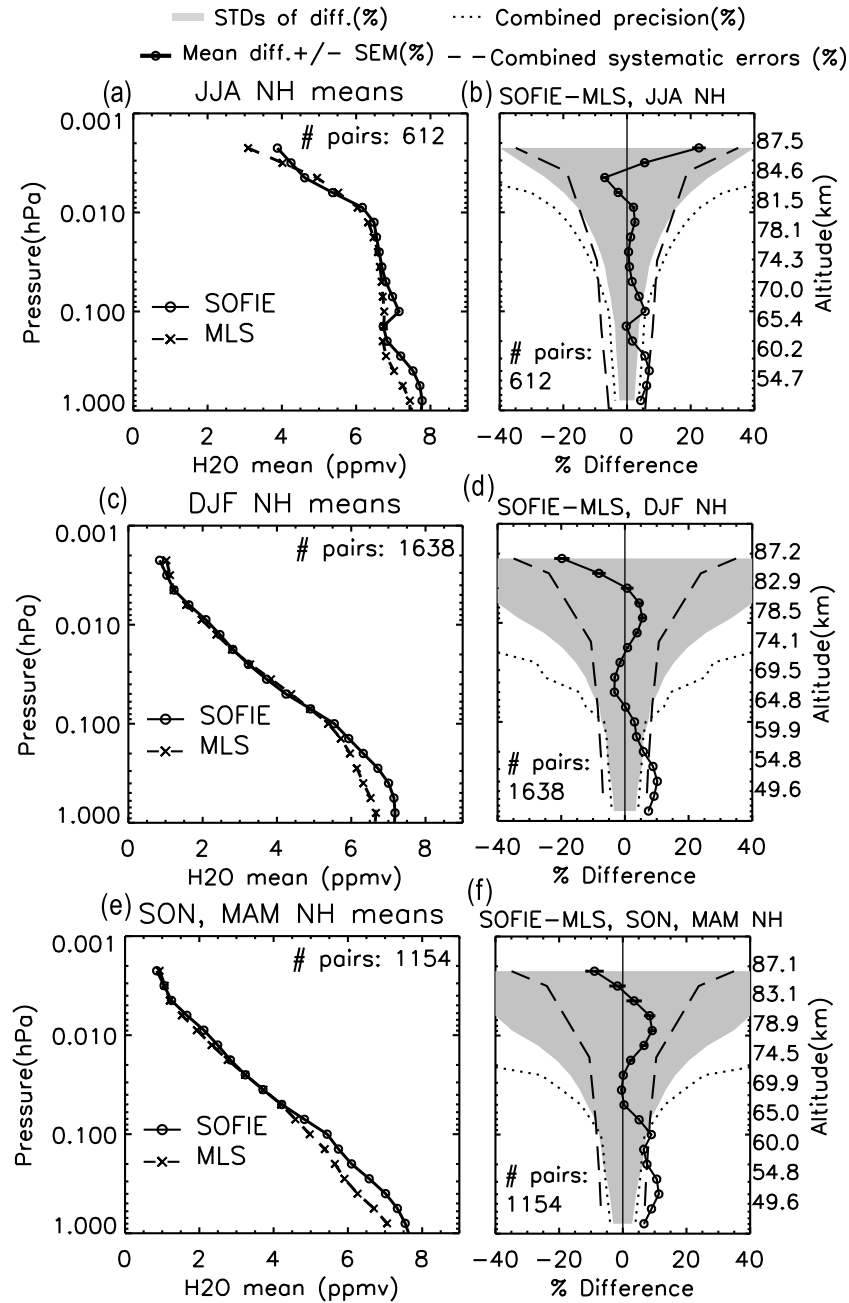 STDs of diff.(%) Combined precision(%)
Mean diff.+/- SEM(%) Combined systematic errors (%)
(a) JJA NH means
# pairs: 612
Pressure(hPa)
0.001
0.010
0.100
1.000
SOFIE
MLS
0 2 4 6 8
H2O mean (ppmv)
(b) SOFIE-MLS, JJA NH
# pairs:
612
87.5
84.6
81.5
78.1
74.3
70.0
65.4
60.2
54.7
Altitude(km)
-40 -20 0 20 40
% Difference
(c) DJF NH means
# pairs: 1638
Pressure(hPa)
0.001
0.010
0.100
1.000
SOFIE
MLS
0 2 4 6 8
H2O mean (ppmv)
(d) SOFIE-MLS, DJF NH
# pairs:
1638
87.2
82.9
78.5
74.1
69.5
64.8
59.9
54.8
49.6
Altitude(km)
-40 -20 0 20 40
% Difference
(e) SON, MAM NH means
# pairs: 1154
Pressure(hPa)
0.001
0.010
0.100
1.000
SOFIE
MLS
0 2 4 6 8
H2O mean (ppmv)
(f) SOFIE-MLS, SON, MAM NH
# pairs:
1154
87.1
83.1
78.9
74.5
69.9
65.0
60.0
54.8
49.6
Altitude(km)
-40 -20 0 20 40
% Difference